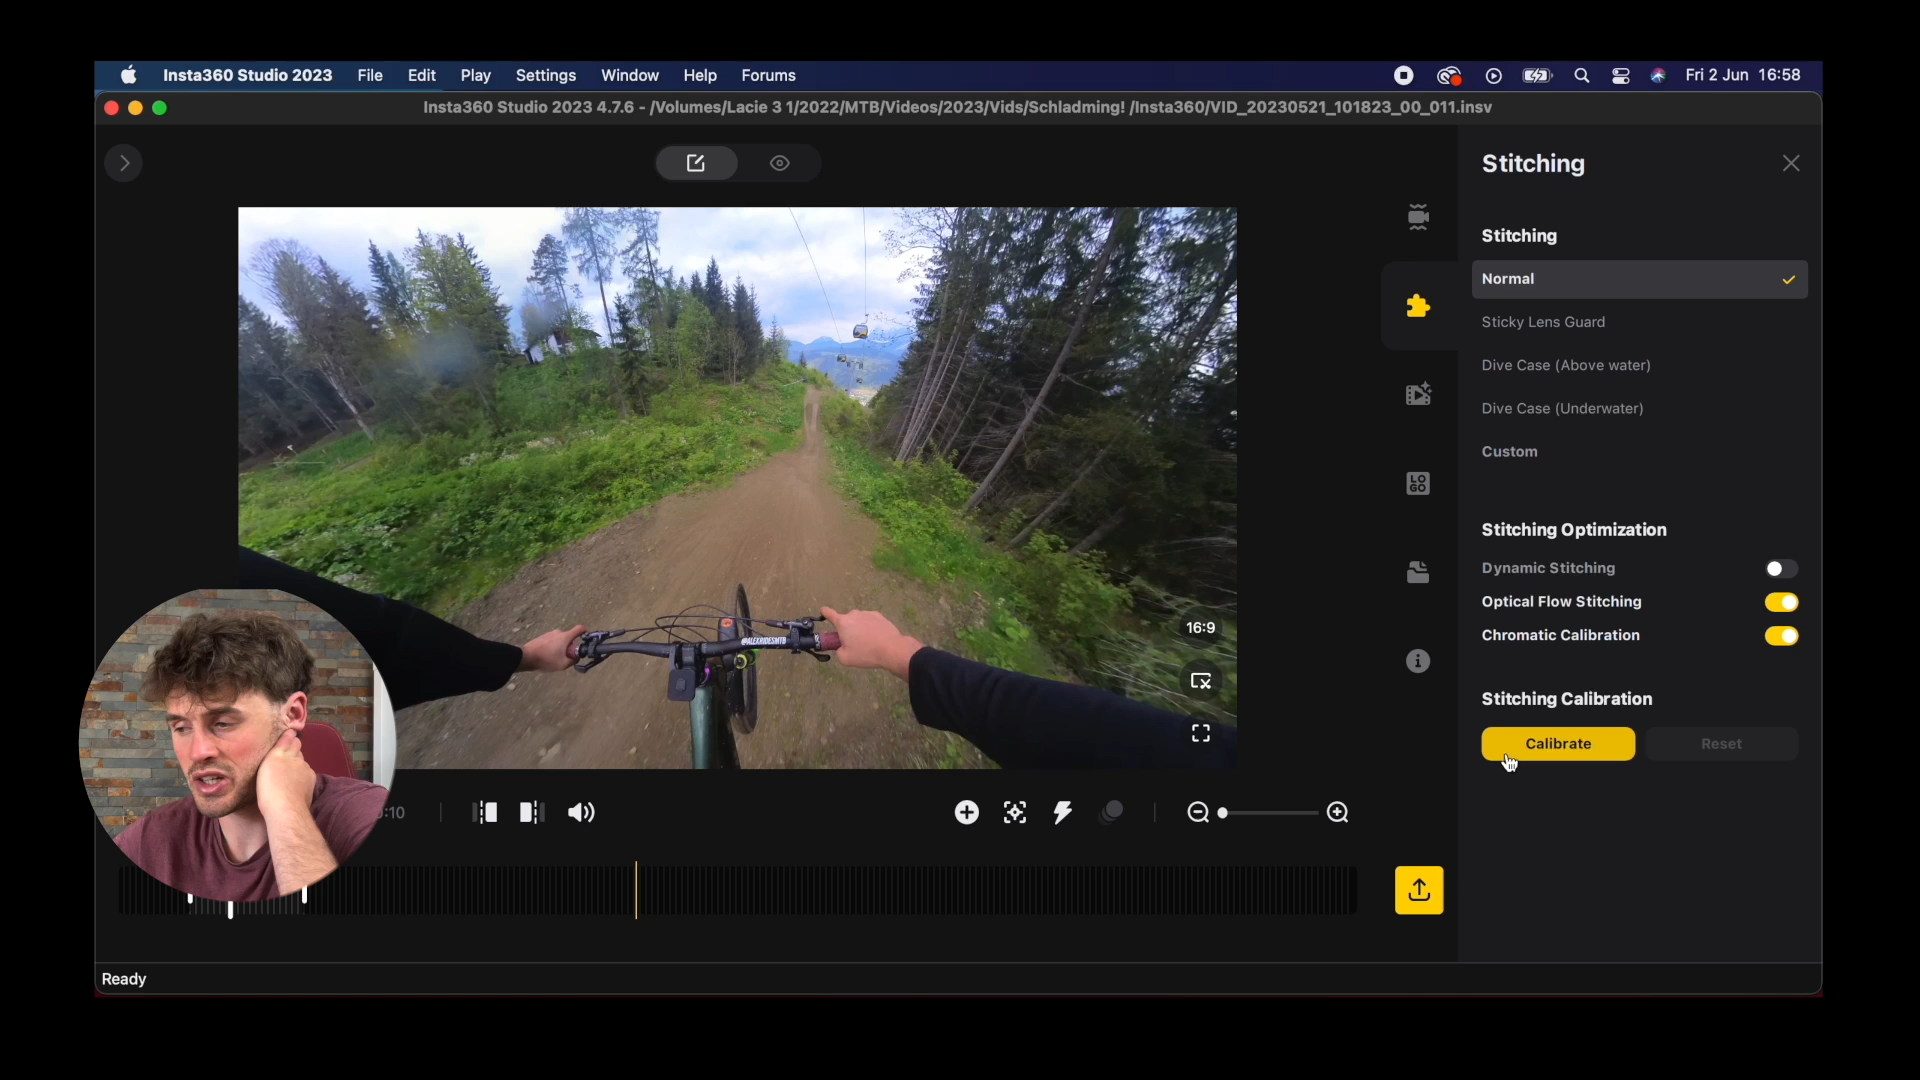 Insta360 Studio 2023 File Edit Play Settings Window Help Forums Fri 2 Jun 16:58
Insta360 Studio 2023 4.7.6 - /Volumes/Lacie 3 1/2022/MTB/Videos/2023/Vids/Schladming! /Insta360/VID_20230521_101823_00_011.insv
Stitching
Stitching
Normal
Sticky Lens Guard
Dive Case (Above water)
Dive Case (Underwater)
Custom
LOGO
Stitching Optimization
Dynamic Stitching
Optical Flow Stitching
Chromatic Calibration
@ALEXRIDESMTB
16:9
Stitching Calibration
Calibrate Reset
:10
Ready